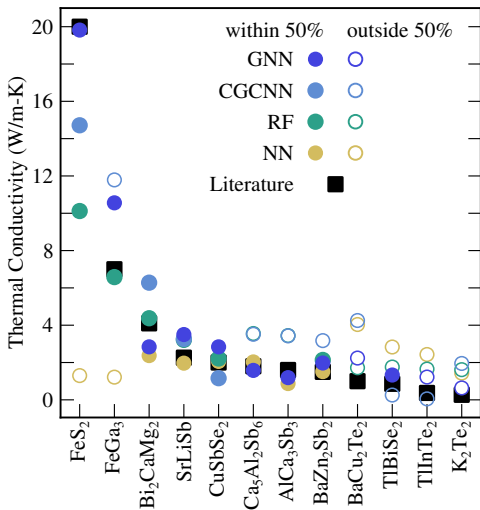 within 50% outside 50%
GNN
CGCNN
RF
NN
Literature
Thermal Conductivity (W/m-K)
20
16
12
8
4
0
FeS₂
FeGa₃
Bi₂CaMg₂
SrLiSb
CuSbSe₂
Ca₅Al₂Sb₆
AlCa₃Sb₃
BaZn₂Sb₂
BaCu₂Te₂
TlBiSe₂
TlInTe₂
K₂Te₂